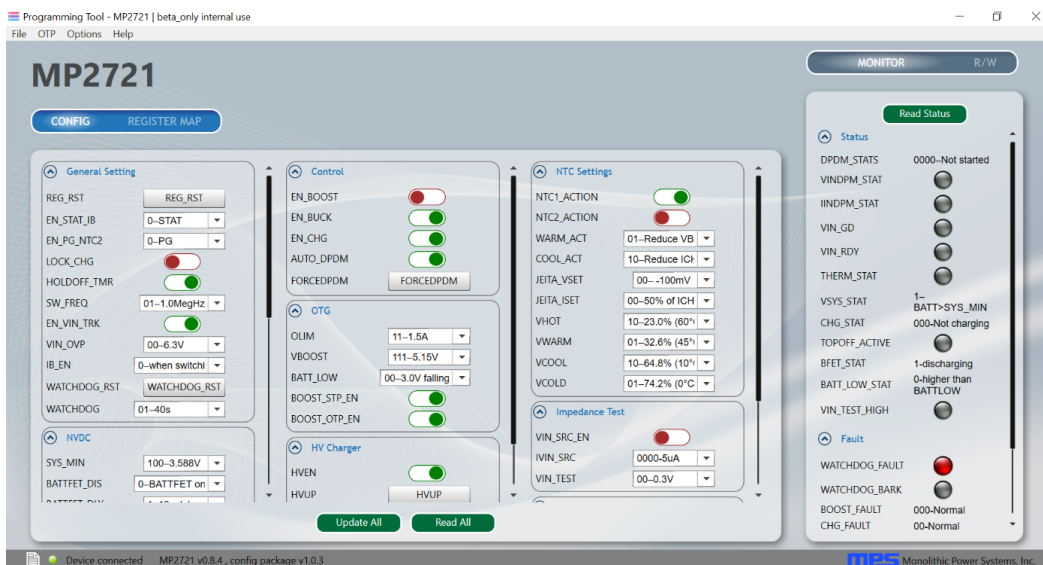 Programming Tool - MP2721 | beta_only internal use
File OTP Options Help
MP2721
MONITOR R/W
CONFIG REGISTER MAP
General Setting
REG_RST REG_RST
EN_STAT_IB 0–STAT
EN_PG_NTC2 0–PG
LOCK_CHG
HOLDOFF_TMR
SW_FREQ 01–1.0MegHz
EN_VIN_TRK
VIN_OVP 00–6.3V
IB_EN 0–when switchi
WATCHDOG_RST WATCHDOG_RST
WATCHDOG 01–40s
NVDC
SYS_MIN 100–3.588V
BATTFET_DIS 0–BATTFET on
Control
EN_BOOST
EN_BUCK
EN_CHG
AUTO_DPDM
FORCEDPDM FORCEDPDM
OTG
OLIM 11–1.5A
VBOOST 111–5.15V
BATT_LOW 00–3.0V falling
BOOST_STP_EN
BOOST_OTP_EN
HV Charger
HVEN
HVUP HVUP
NTC Settings
NTC1_ACTION
NTC2_ACTION
WARM_ACT 01–Reduce VB
COOL_ACT 10–Reduce ICH
JEITA_VSET 00– -100mV
JEITA_ISET 00–50% of ICH
VHOT 10–23.0% (60°
VWARM 01–32.6% (45°
VCOOL 10–64.8% (10°
VCOLD 01–74.2% (0°C
Impedance Test
VIN_SRC_EN
IVIN_SRC 0000-5uA
VIN_TEST 00–0.3V
Update All Read All
Read Status
Status
DPDM_STATS 0000–Not started
VINDPM_STAT
IINDPM_STAT
VIN_GD
VIN_RDY
THERM_STAT
VSYS_STAT 1–
BATT>SYS_MIN
CHG_STAT 000-Not charging
TOPOFF_ACTIVE
BFET_STAT 1-discharging
BATT_LOW_STAT 0-higher than
BATTLOW
VIN_TEST_HIGH
Fault
WATCHDOG_FAULT
WATCHDOG_BARK
BOOST_FAULT 000-Normal
CHG_FAULT 00-Normal
Device connected MP2721 v0.8.4 , config package v1.0.3
MPS Monolithic Power Systems, Inc.